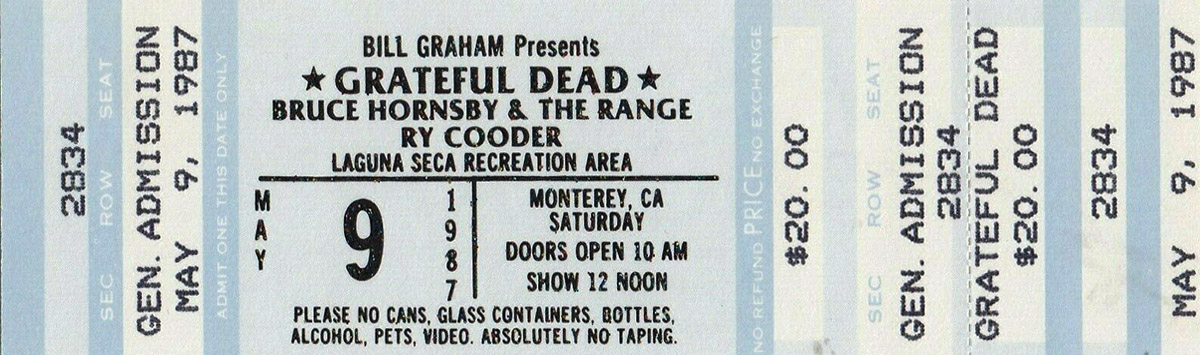 2834
SEC ROW SEAT
GEN. ADMISSION
MAY 9, 1987
ADMIT ONE THIS DATE ONLY
BILL GRAHAM Presents
★ GRATEFUL DEAD ★
BRUCE HORNSBY & THE RANGE
RY COODER
LAGUNA SECA RECREATION AREA
MAY
9
1987
MONTEREY, CA
SATURDAY
DOORS OPEN 10 AM
SHOW 12 NOON
PLEASE NO CANS, GLASS CONTAINERS, BOTTLES,
ALCOHOL, PETS, VIDEO. ABSOLUTELY NO TAPING.
NO REFUND PRICE NO EXCHANGE
$20.00
SEC ROW SEAT
GEN. ADMISSION
2834
GRATEFUL DEAD
$20.00
2834
MAY 9, 1987